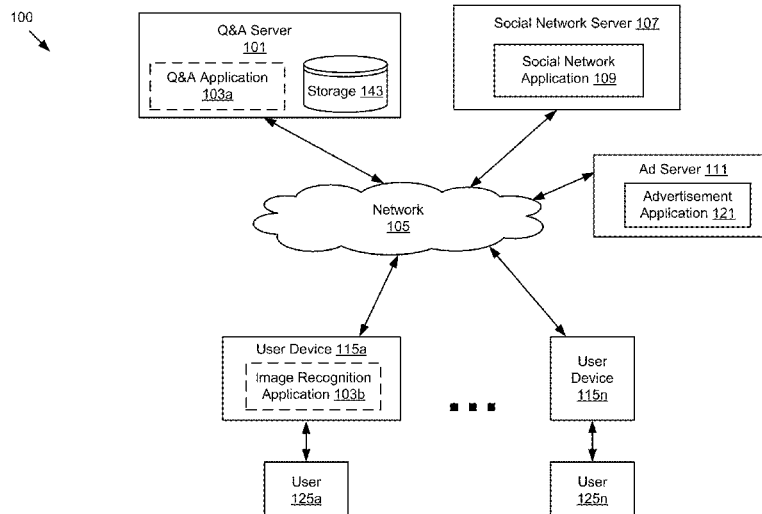 100
Q&A Server
101
Q&A Application
103a
Storage 143
Social Network Server 107
Social Network
Application 109
Ad Server 111
Advertisement
Application 121
Network
105
User Device 115a
Image Recognition
Application 103b
User
Device
115n
User
125a
User
125n